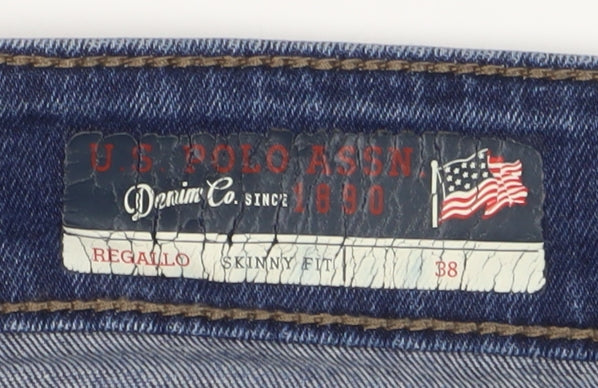 U.S. POLO ASSN.
Denim Co. SINCE 1890
REGALLO SKINNY FIT 38